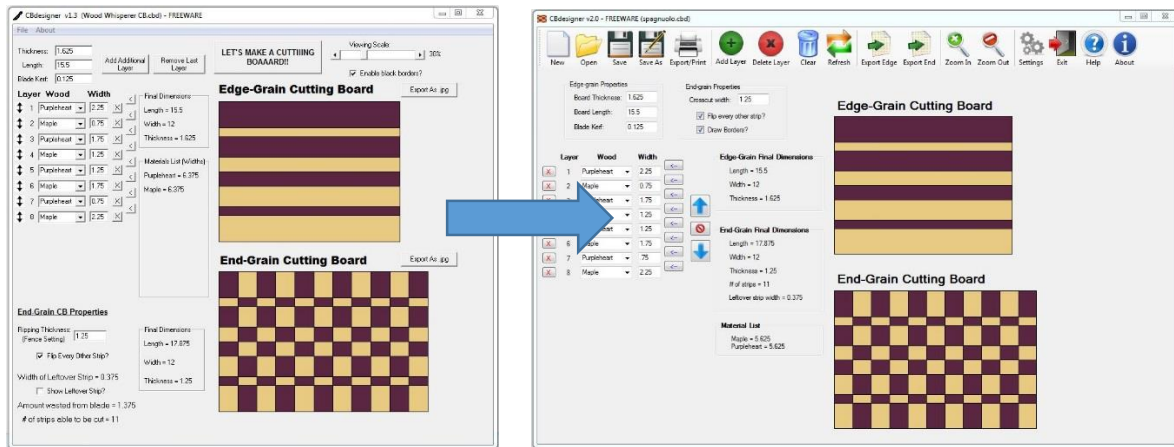 CBdesigner v1.3 (Wood Whisperer CB.cbd) - FREEWARE
File About
Thickness: 1.625
Length: 15.5
Blade Kerf: 0.125
Add Additional Layer
Remove Last Layer
LET'S MAKE A CUTTIIING BOAAARD!!
Viewing Scale
30%
Enable black borders?
Layer Wood Width
1 Purpleheart 2.25
2 Maple 0.75
3 Purpleheart 1.75
4 Maple 1.25
5 Purpleheart 1.25
6 Maple 1.75
7 Purpleheart 0.75
8 Maple 2.25
Final Dimensions
Length = 15.5
Width = 12
Thickness = 1.625
Materials List (Widths)
Purpleheart = 6.375
Maple = 6.375
Edge-Grain Cutting Board
Export As .jpg
End-Grain Cutting Board
Export As .jpg
End-Grain CB Properties
Ripping Thickness: 1.25
(Fence Setting)
Flip Every Other Strip?
Final Dimensions
Length = 17.875
Width = 12
Thickness = 1.25
Width of Leftover Strip = 0.375
Show Leftover Strip?
Amount wasted from blade = 1.375
# of strips able to be cut = 11
CBdesigner v2.0 - FREEWARE (spagnuolo.cbd)
New Open Save Save As Export/Print Add Layer Delete Layer Clear Refresh Export Edge Export End Zoom In Zoom Out Settings Exit Help About
Edge-grain Properties
Board Thickness: 1.625
Board Length: 15.5
Blade Kerf: 0.125
End-grain Properties
Crosscut width: 1.25
Flip every other strip?
Draw Borders?
Layer Wood Width
X 1 Purpleheart 2.25 <--
X 2 Maple 0.75 <--
1.75 <--
1.25 <--
1.25 <--
X 6 Maple 1.75 <--
X 7 Purpleheart .75 <--
X 8 Maple 2.25
Edge-Grain Final Dimensions
Length = 15.5
Width = 12
Thickness = 1.625
End-Grain Final Dimensions
Length = 17.875
Width = 12
Thickness = 1.25
# of strips = 11
Leftover strip width = 0.375
Material List
Maple = 5.625
Purpleheart = 5.625
Edge-Grain Cutting Board
End-Grain Cutting Board